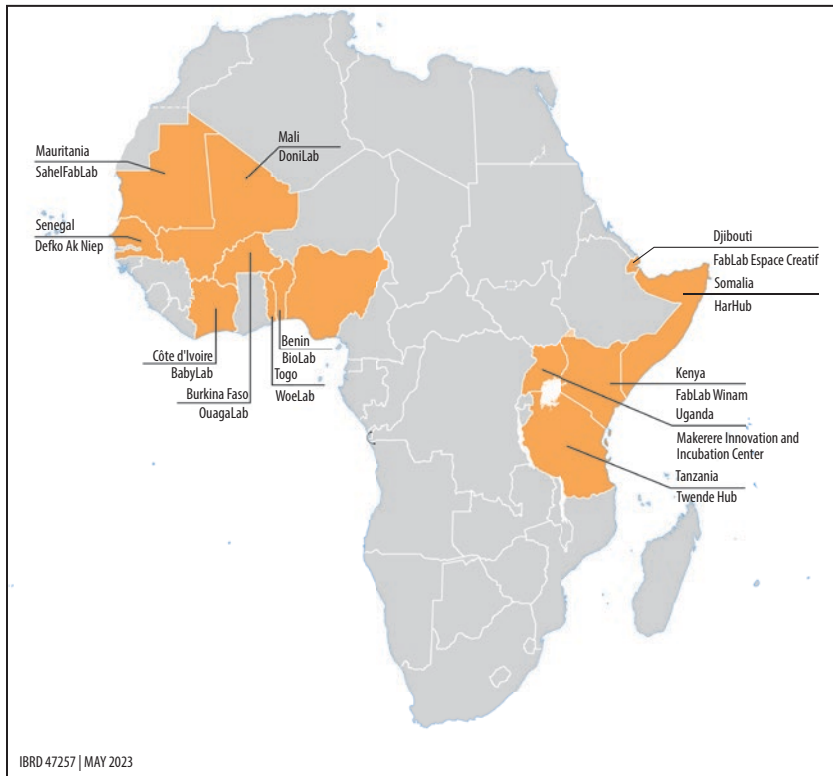 Mauritania
SahelFabLab
Mali
DoniLab
Senegal
Defko Ak Niep
Côte d'Ivoire
BabyLab
Burkina Faso
OuagaLab
Benin
BioLab
Togo
WoeLab
Djibouti
FabLab Espace Creatif
Somalia
HarHub
Kenya
FabLab Winam
Uganda
Makerere Innovation and
Incubation Center
Tanzania
Twende Hub
IBRD 47257 | MAY 2023